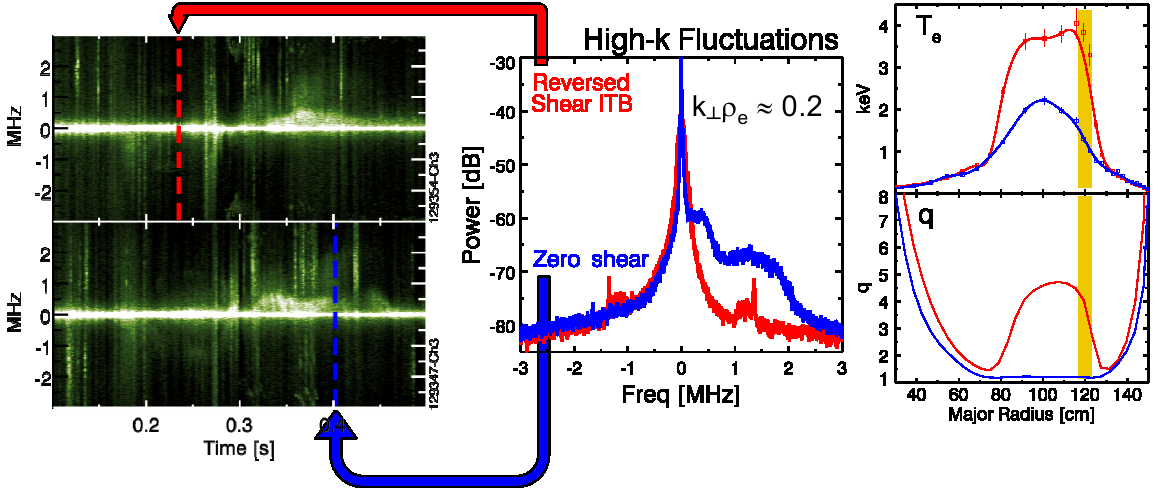 MHz
2
1
0
-1
-2
129354-Ch3
MHz
2
1
0
-1
-2
129347-Ch3
0.2
0.3
0.4
Time [s]
High-k Fluctuations
Reversed
Shear ITB
k⊥ρe ≈ 0.2
Zero shear
Power [dB]
-30
-40
-50
-60
-70
-80
-3
-2
-1
0
1
2
3
Freq [MHz]
Te
keV
4
3
2
1
q
q
8
7
6
5
4
3
2
1
40
60
80
100
120
140
Major Radius [cm]